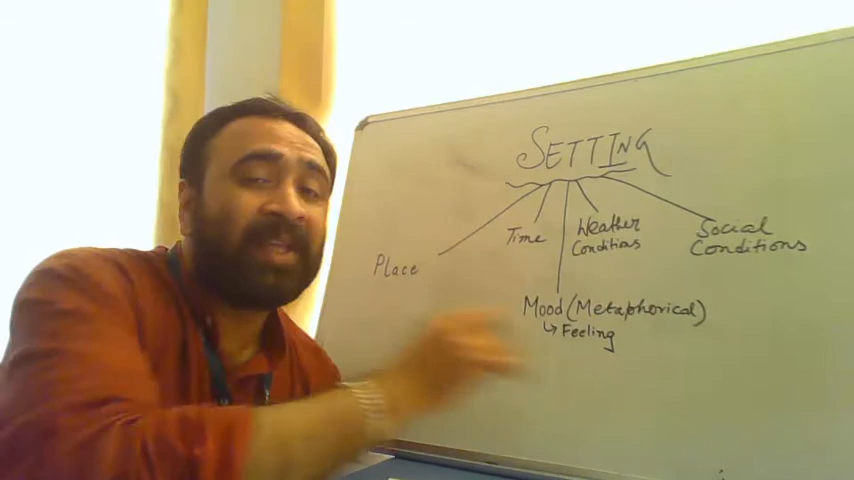 SETTING
Place
Time
Weather
Conditions
Social
Conditions
Mood (Metaphorical)
↳ Feeling